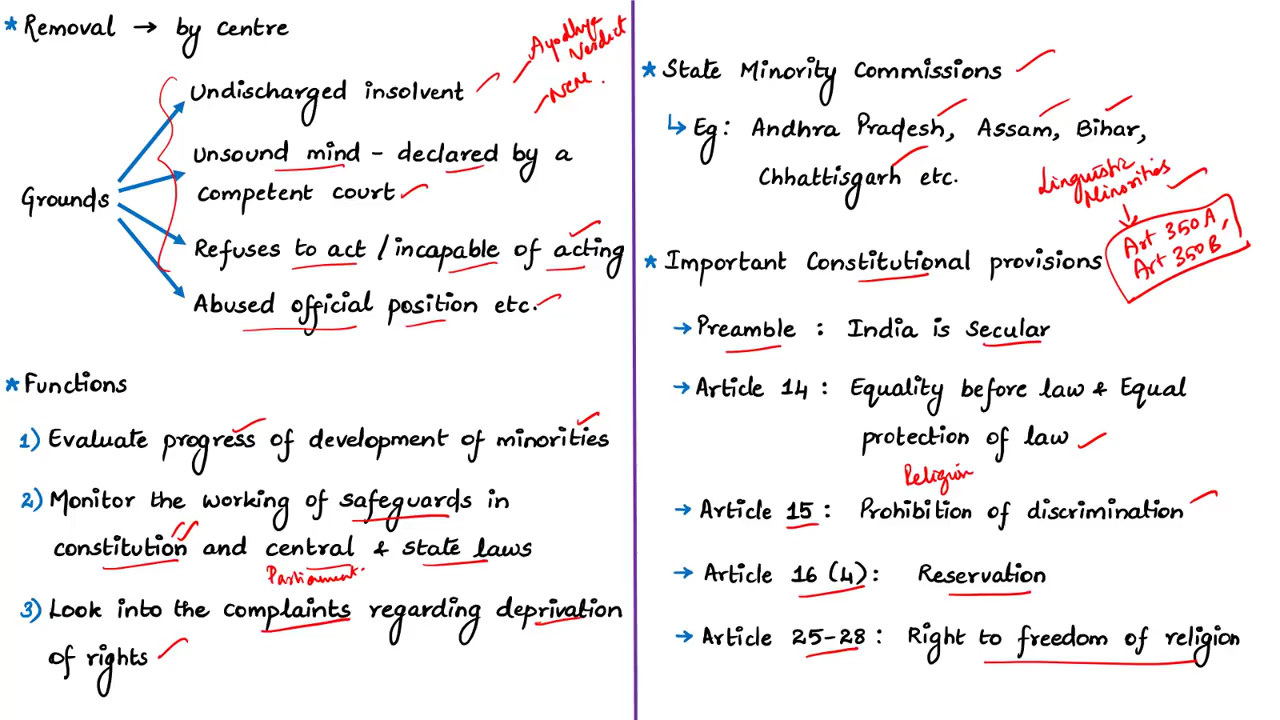 * Removal → by centre
Ayodhya
Verdict
Undischarged insolvent
Unsound mind - declared by a
competent court
Grounds
Refuses to act / incapable of acting
Abused official position etc.
* Functions
1) Evaluate progress of development of minorities
2) Monitor the working of safeguards in
constitution and central & state laws
Parliament
3) Look into the complaints regarding deprivation
of rights
* State Minority Commissions
↳ Eg: Andhra Pradesh, Assam, Bihar,
Chhattisgarh etc.
Linguistic
Minorities
Art 350A,
Art 350B
* Important Constitutional provisions
→ Preamble : India is Secular
→ Article 14 : Equality before law & Equal
protection of law
Religion
→ Article 15 : Prohibition of discrimination
→ Article 16 (4) : Reservation
→ Article 25-28 : Right to freedom of religion